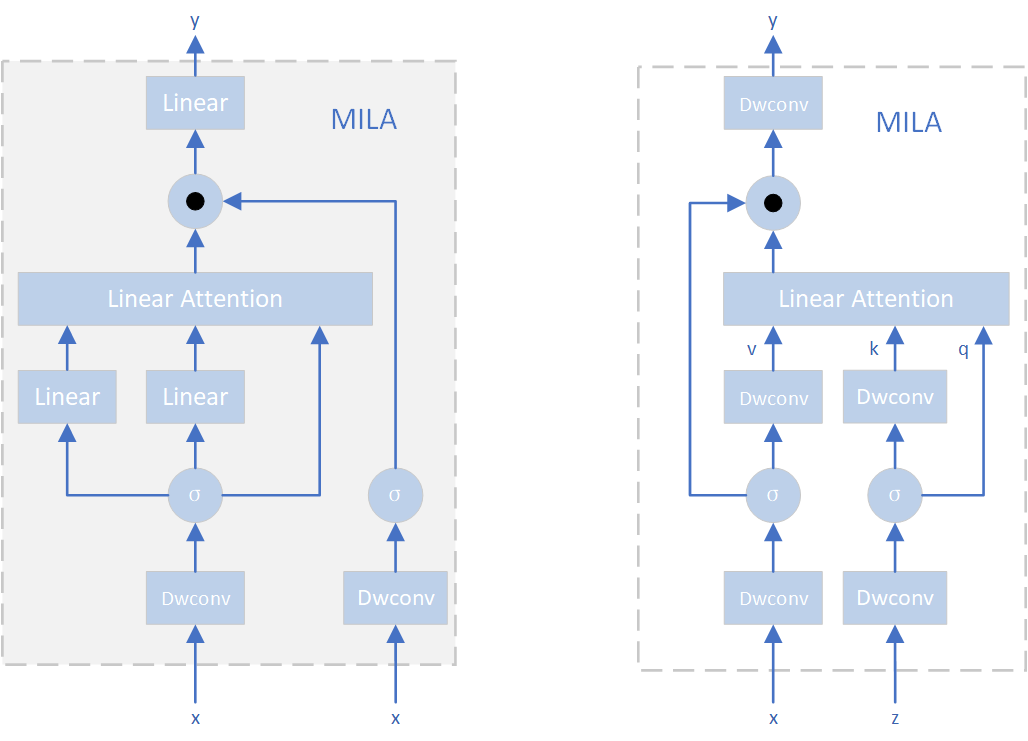 y
Linear
MILA
Linear Attention
Linear
Linear
σ
σ
Dwconv
Dwconv
x
x
y
Dwconv
MILA
Linear Attention
v
k
q
Dwconv
Dwconv
σ
σ
Dwconv
Dwconv
x
z